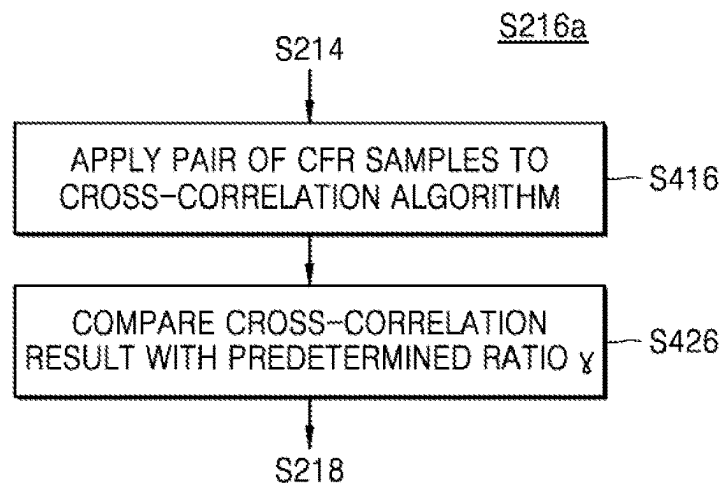 S216a
S214
APPLY PAIR OF CFR SAMPLES TO
CROSS-CORRELATION ALGORITHM
S416
COMPARE CROSS-CORRELATION
RESULT WITH PREDETERMINED RATIO γ
S426
S218